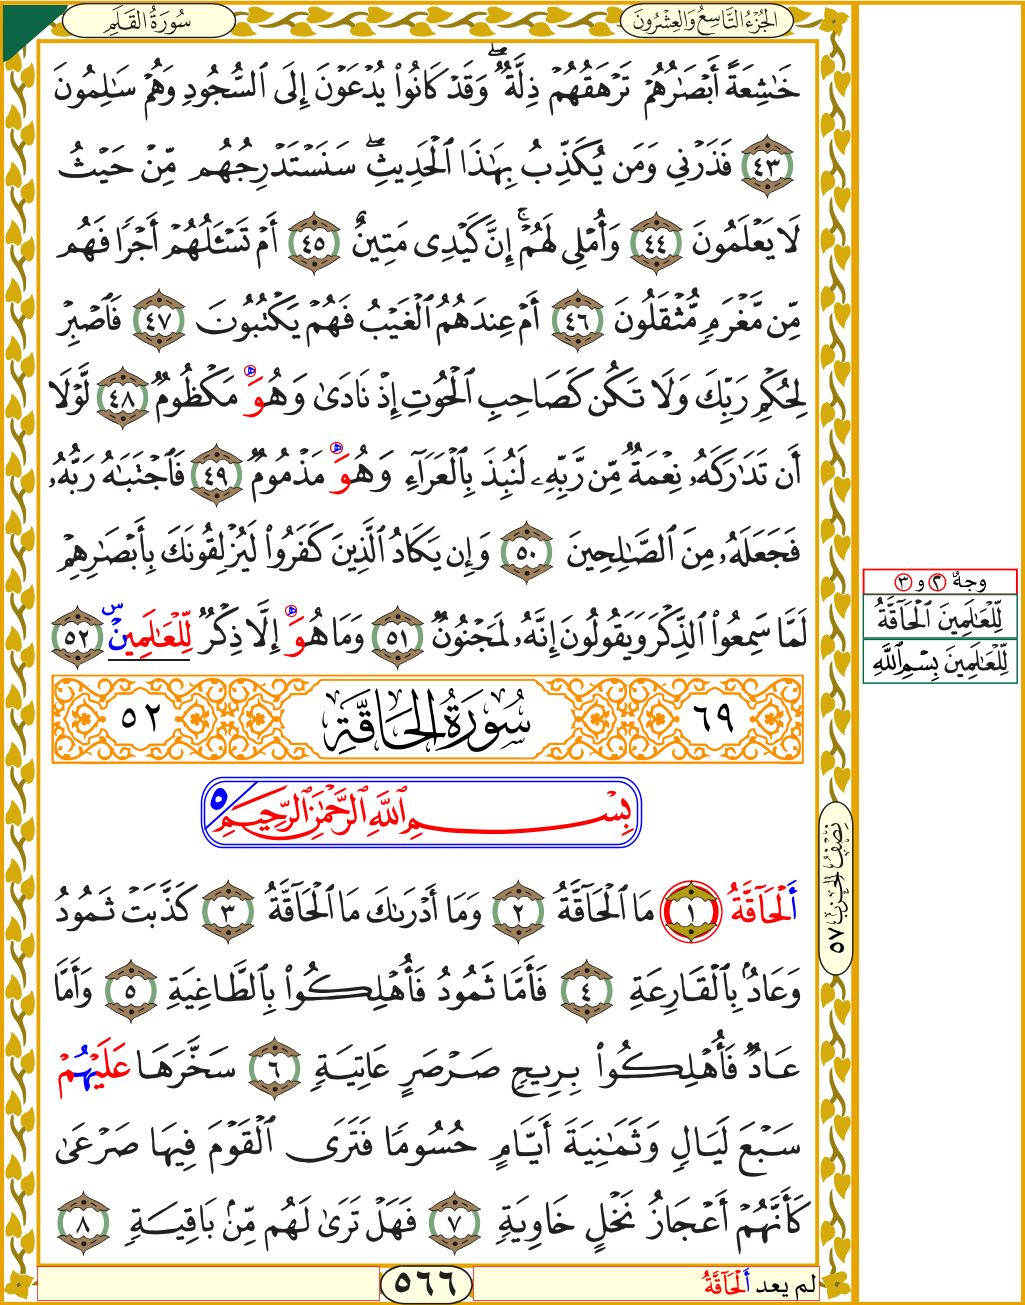 الجُزْءُ التَّاسِعُ وَالعِشْرُونَ
سُورَةُ القَلَمِ
خَٰشِعَةً أَبْصَٰرُهُمْ تَرْهَقُهُمْ ذِلَّةٌۖ وَقَدْ كَانُوا۟ يُدْعَوْنَ إِلَى ٱلسُّجُودِ وَهُمْ سَٰلِمُونَ
٤٣ فَذَرْنِى وَمَن يُكَذِّبُ بِهَٰذَا ٱلْحَدِيثِۖ سَنَسْتَدْرِجُهُم مِّنْ حَيْثُ
لَا يَعْلَمُونَ ٤٤ وَأُمْلِى لَهُمْۚ إِنَّ كَيْدِى مَتِينٌ ٤٥ أَمْ تَسْـَٔلُهُمْ أَجْرًا فَهُم
مِّن مَّغْرَمٍ مُّثْقَلُونَ ٤٦ أَمْ عِندَهُمُ ٱلْغَيْبُ فَهُمْ يَكْتُبُونَ ٤٧ فَٱصْبِرْ
لِحُكْمِ رَبِّكَ وَلَا تَكُن كَصَاحِبِ ٱلْحُوتِ إِذْ نَادَىٰ وَهُوَ مَكْظُومٌ ٤٨ لَّوْلَا
أَن تَدَٰرَكَهُۥ نِعْمَةٌ مِّن رَّبِّهِۦ لَنُبِذَ بِٱلْعَرَآءِ وَهُوَ مَذْمُومٌ ٤٩ فَٱجْتَبَٰهُ رَبُّهُۥ
فَجَعَلَهُۥ مِنَ ٱلصَّٰلِحِينَ ٥٠ وَإِن يَكَادُ ٱلَّذِينَ كَفَرُوا۟ لَيُزْلِقُونَكَ بِأَبْصَٰرِهِمْ
لَمَّا سَمِعُوا۟ ٱلذِّكْرَ وَيَقُولُونَ إِنَّهُۥ لَمَجْنُونٌ ٥١ وَمَا هُوَ إِلَّا ذِكْرٌ لِّلْعَٰلَمِينَۜ ٥٢
٦٩ سُورَةُ الحَاقَّةِ ٥٢
بِسْمِ ٱللَّهِ ٱلرَّحْمَٰنِ ٱلرَّحِيمِ ٥
ٱلْحَآقَّةُ ١ مَا ٱلْحَآقَّةُ ٢ وَمَا أَدْرَىٰكَ مَا ٱلْحَآقَّةُ ٣ كَذَّبَتْ ثَمُودُ
وَعَادٌۢ بِٱلْقَارِعَةِ ٤ فَأَمَّا ثَمُودُ فَأُهْلِكُوا۟ بِٱلطَّاغِيَةِ ٥ وَأَمَّا
عَادٌ فَأُهْلِكُوا۟ بِرِيحٍ صَرْصَرٍ عَاتِيَةٍ ٦ سَخَّرَهَا عَلَيْهُمْ
سَبْعَ لَيَالٍ وَثَمَٰنِيَةَ أَيَّامٍ حُسُومًا فَتَرَى ٱلْقَوْمَ فِيهَا صَرْعَىٰ
كَأَنَّهُمْ أَعْجَازُ نَخْلٍ خَاوِيَةٍ ٧ فَهَلْ تَرَىٰ لَهُم مِّنۢ بَاقِيَةٍ ٨
لم يعد ٱلْحَآقَّةُ
٥٦٦
وجهٌ ٢ و ٣
لِّلْعَٰلَمِينَ ٱلْحَآقَّةُ
لِّلْعَٰلَمِينَ بِسْمِ ٱللَّهِ
نِصْفُ الحِزْبِ ٥٧